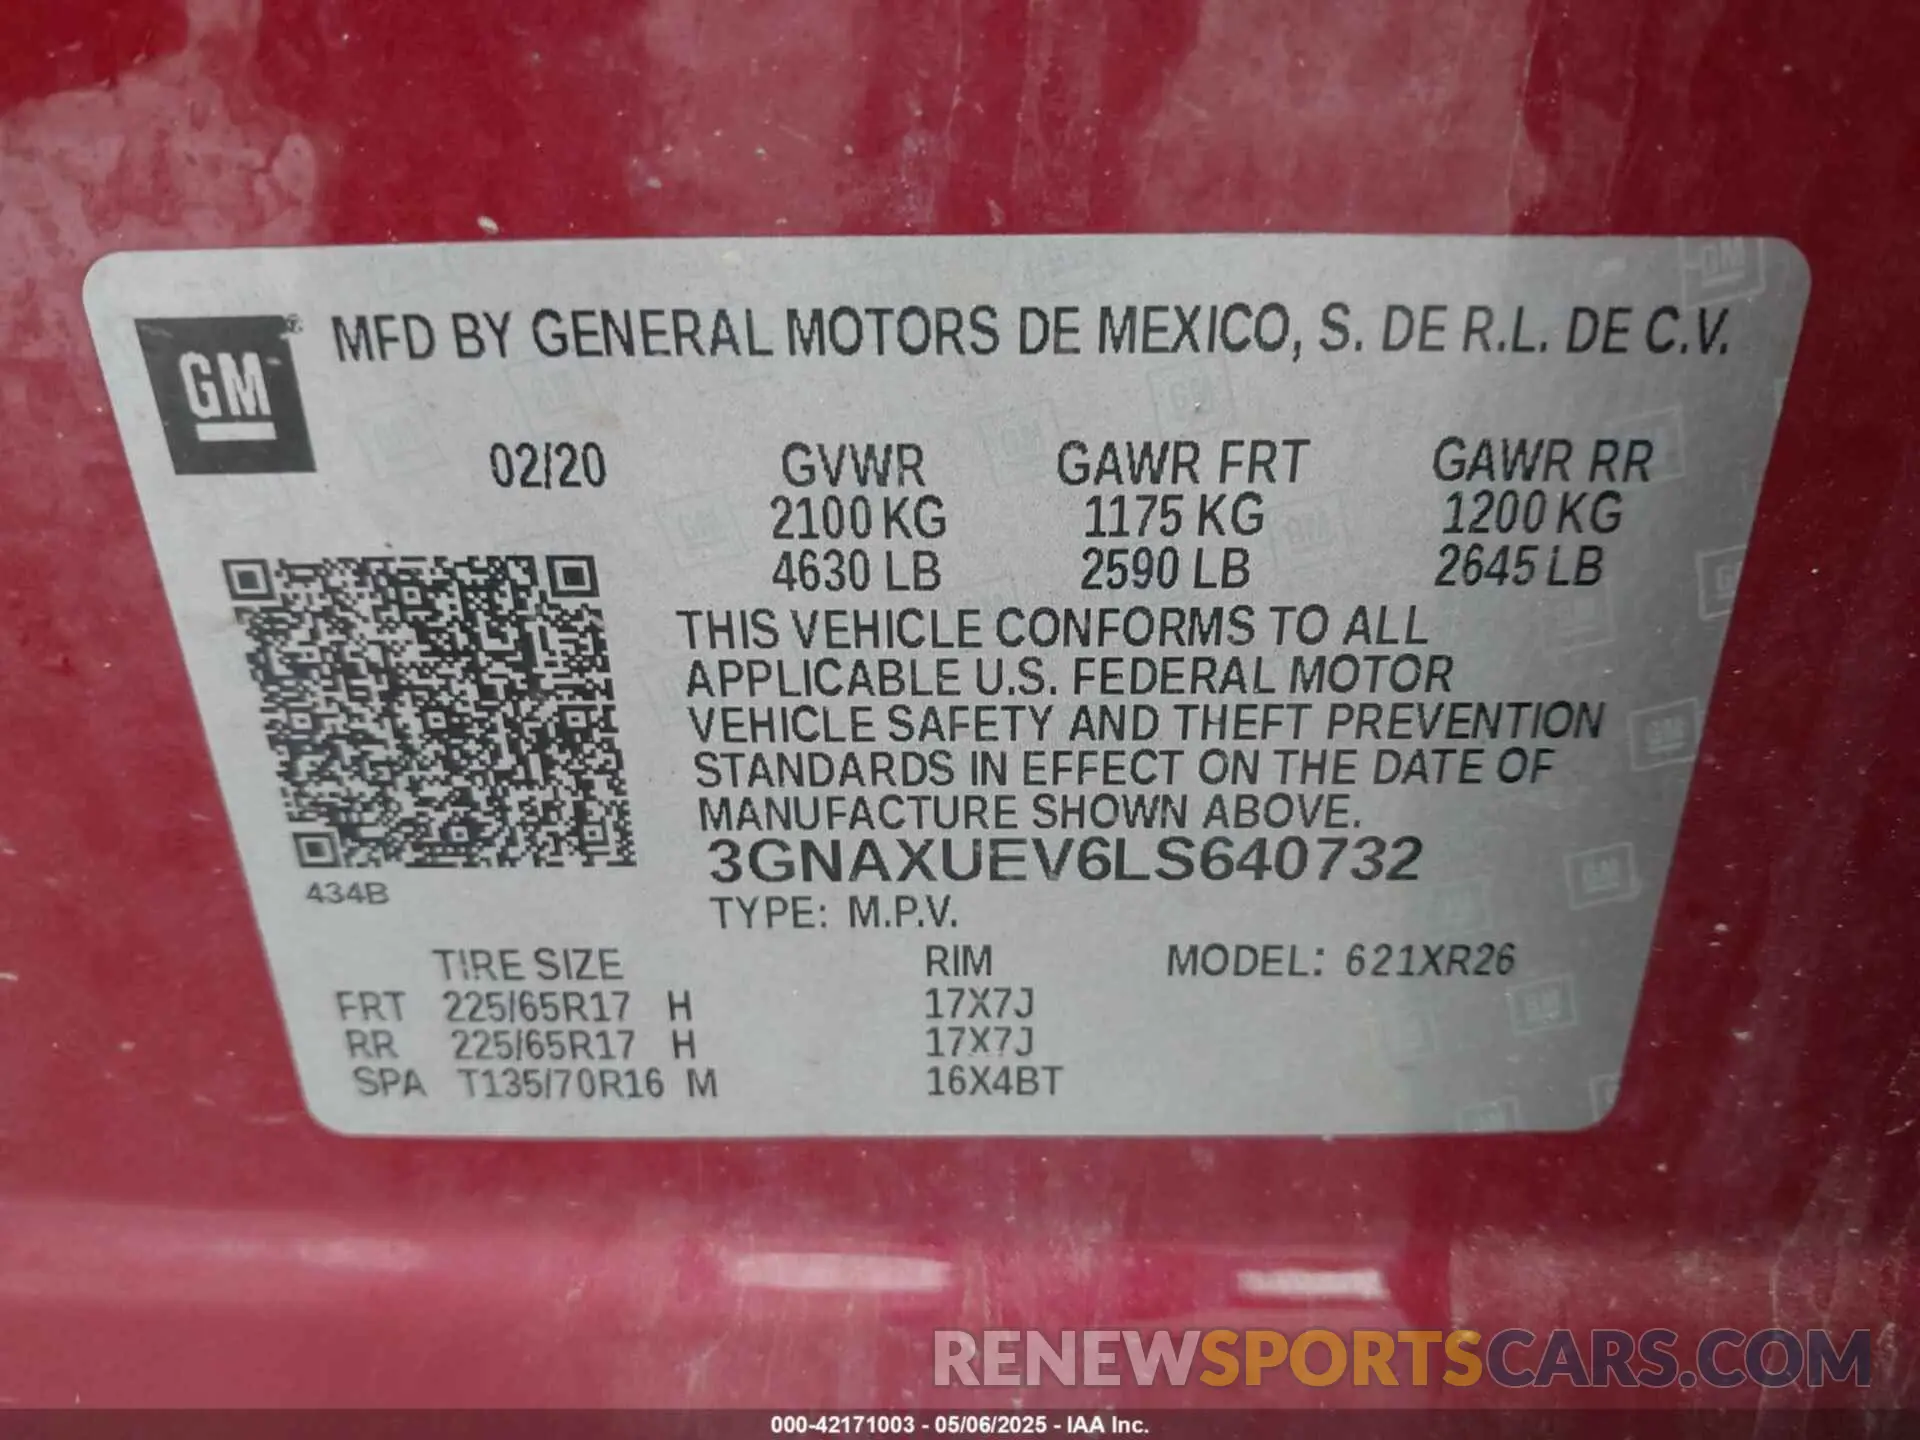 GM®
MFD BY GENERAL MOTORS DE MEXICO, S. DE R.L. DE C.V.
02/20 GVWR GAWR FRT GAWR RR
2100 KG 1175 KG 1200 KG
4630 LB 2590 LB 2645 LB
THIS VEHICLE CONFORMS TO ALL
APPLICABLE U.S. FEDERAL MOTOR
VEHICLE SAFETY AND THEFT PREVENTION
STANDARDS IN EFFECT ON THE DATE OF
MANUFACTURE SHOWN ABOVE.
3GNAXUEV6LS640732
434B
TYPE: M.P.V.
TIRE SIZE RIM MODEL: 621XR26
FRT 225/65R17 H 17X7J
RR 225/65R17 H 17X7J
SPA T135/70R16 M 16X4BT
RENEWSPORTSCARS.COM
000-42171003 - 05/06/2025 - IAA Inc.